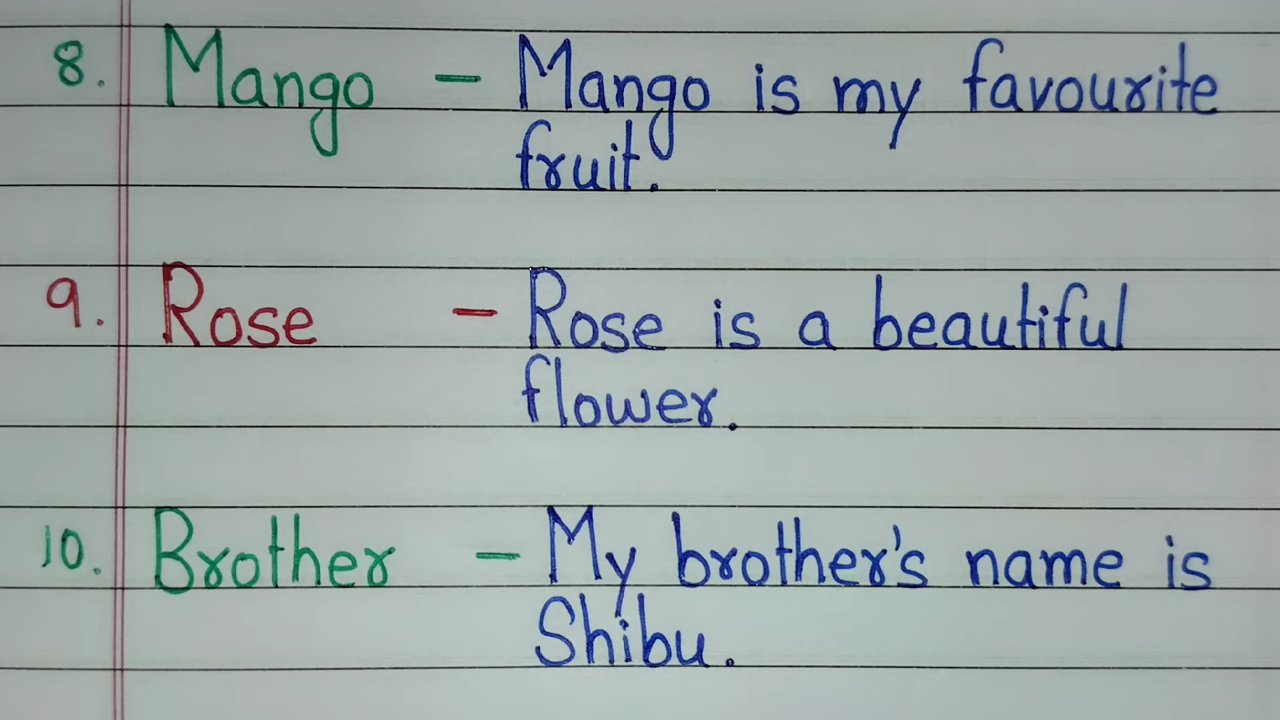 8. Mango – Mango is my favourite
fruit.
9. Rose – Rose is a beautiful
flower.
10. Brother – My brother's name is
Shibu.